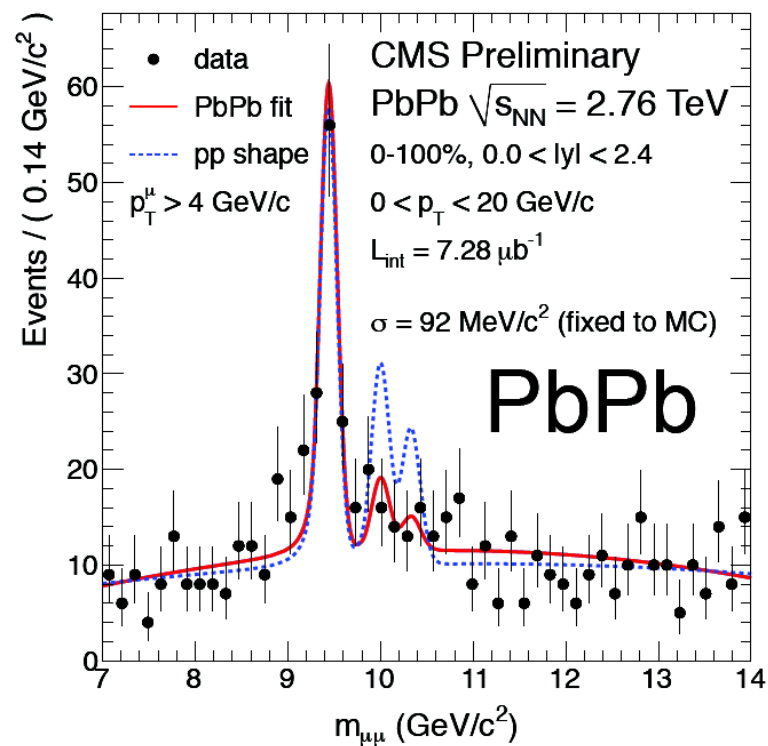 CMS Preliminary
PbPb √s_NN = 2.76 TeV
0-100%, 0.0 < |y| < 2.4
0 < p_T < 20 GeV/c
L_int = 7.28 μb⁻¹
σ = 92 MeV/c² (fixed to MC)
PbPb
data
PbPb fit
pp shape
p_T^μ > 4 GeV/c
Events / ( 0.14 GeV/c² )
60
50
40
30
20
10
0
7 8 9 10 11 12 13 14
m_μμ (GeV/c²)